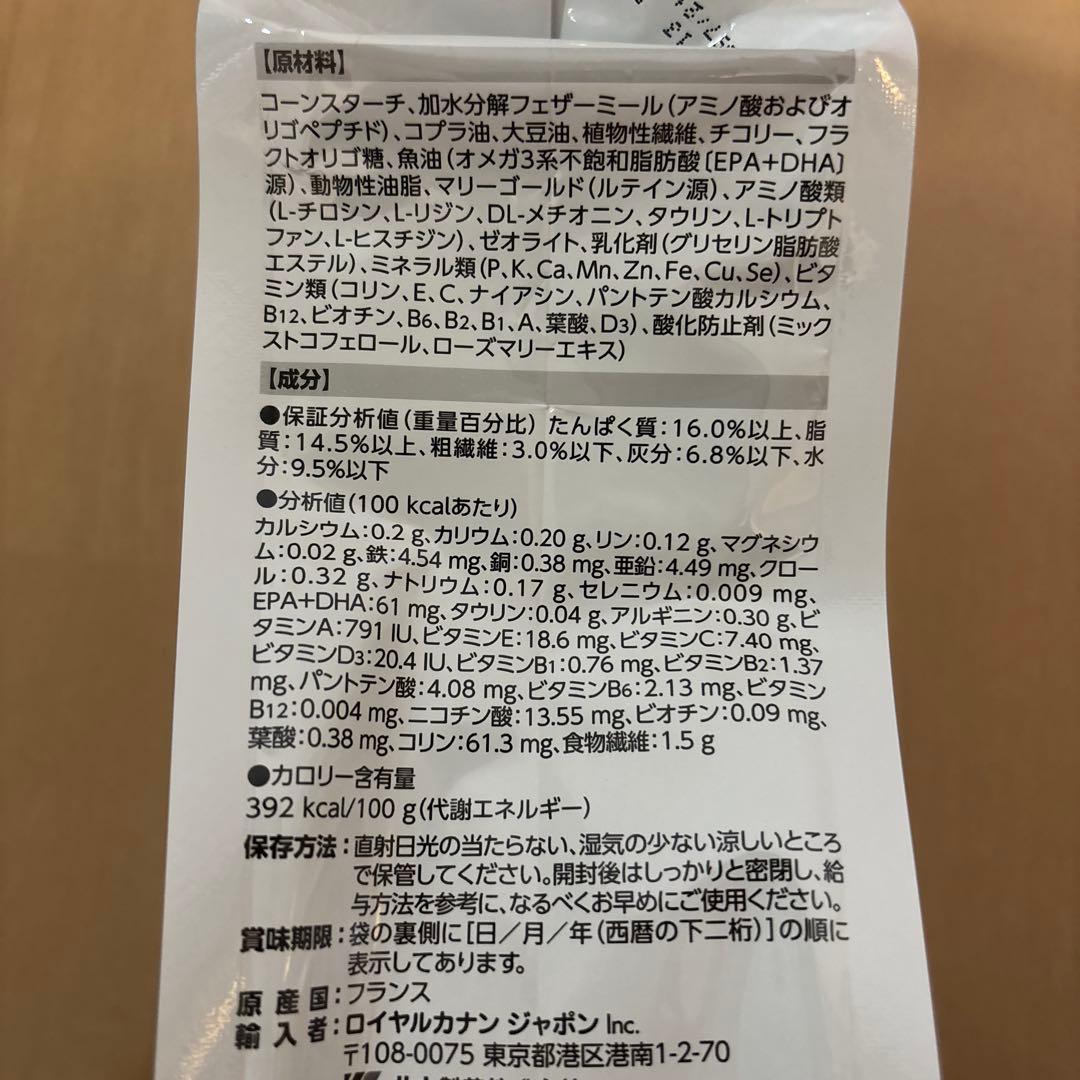 【原材料】
コーンスターチ、加水分解フェザーミール(アミノ酸およびオ
リゴペプチド)、コプラ油、大豆油、植物性繊維、チコリー、フラ
クトオリゴ糖、魚油(オメガ3系不飽和脂肪酸〔EPA+DHA〕
源)、動物性油脂、マリーゴールド(ルテイン源)、アミノ酸類
(L-チロシン、L-リジン、DL-メチオニン、タウリン、L-トリプト
ファン、L-ヒスチジン)、ゼオライト、乳化剤(グリセリン脂肪酸
エステル)、ミネラル類(P、K、Ca、Mn、Zn、Fe、Cu、Se)、ビタ
ミン類(コリン、E、C、ナイアシン、パントテン酸カルシウム、
B12、ビオチン、B6、B2、B1、A、葉酸、D3)、酸化防止剤(ミック
ストコフェロール、ローズマリーエキス)
【成分】
●保証分析値(重量百分比) たんぱく質:16.0%以上、脂
質:14.5%以上、粗繊維:3.0%以下、灰分:6.8%以下、水
分:9.5%以下
●分析値(100 kcalあたり)
カルシウム:0.2 g、カリウム:0.20 g、リン:0.12 g、マグネシウ
ム:0.02 g、鉄:4.54 mg、銅:0.38 mg、亜鉛:4.49 mg、クロー
ル:0.32 g、ナトリウム:0.17 g、セレニウム:0.009 mg、
EPA+DHA:61 mg、タウリン:0.04 g、アルギニン:0.30 g、ビ
タミンA:791 IU、ビタミンE:18.6 mg、ビタミンC:7.40 mg、
ビタミンD3:20.4 IU、ビタミンB1:0.76 mg、ビタミンB2:1.37
mg、パントテン酸:4.08 mg、ビタミンB6:2.13 mg、ビタミン
B12:0.004 mg、ニコチン酸:13.55 mg、ビオチン:0.09 mg、
葉酸:0.38 mg、コリン:61.3 mg、食物繊維:1.5 g
●カロリー含有量
392 kcal/100 g(代謝エネルギー)
保存方法:直射日光の当たらない、湿気の少ない涼しいところ
で保管してください。開封後はしっかりと密閉し、給
与方法を参考に、なるべくお早めにご使用ください。
賞味期限:袋の裏側に[日/月/年(西暦の下二桁)]の順に
表示してあります。
原産国:フランス
輸入者:ロイヤルカナン ジャポン Inc.
〒108-0075 東京都港区港南1-2-70